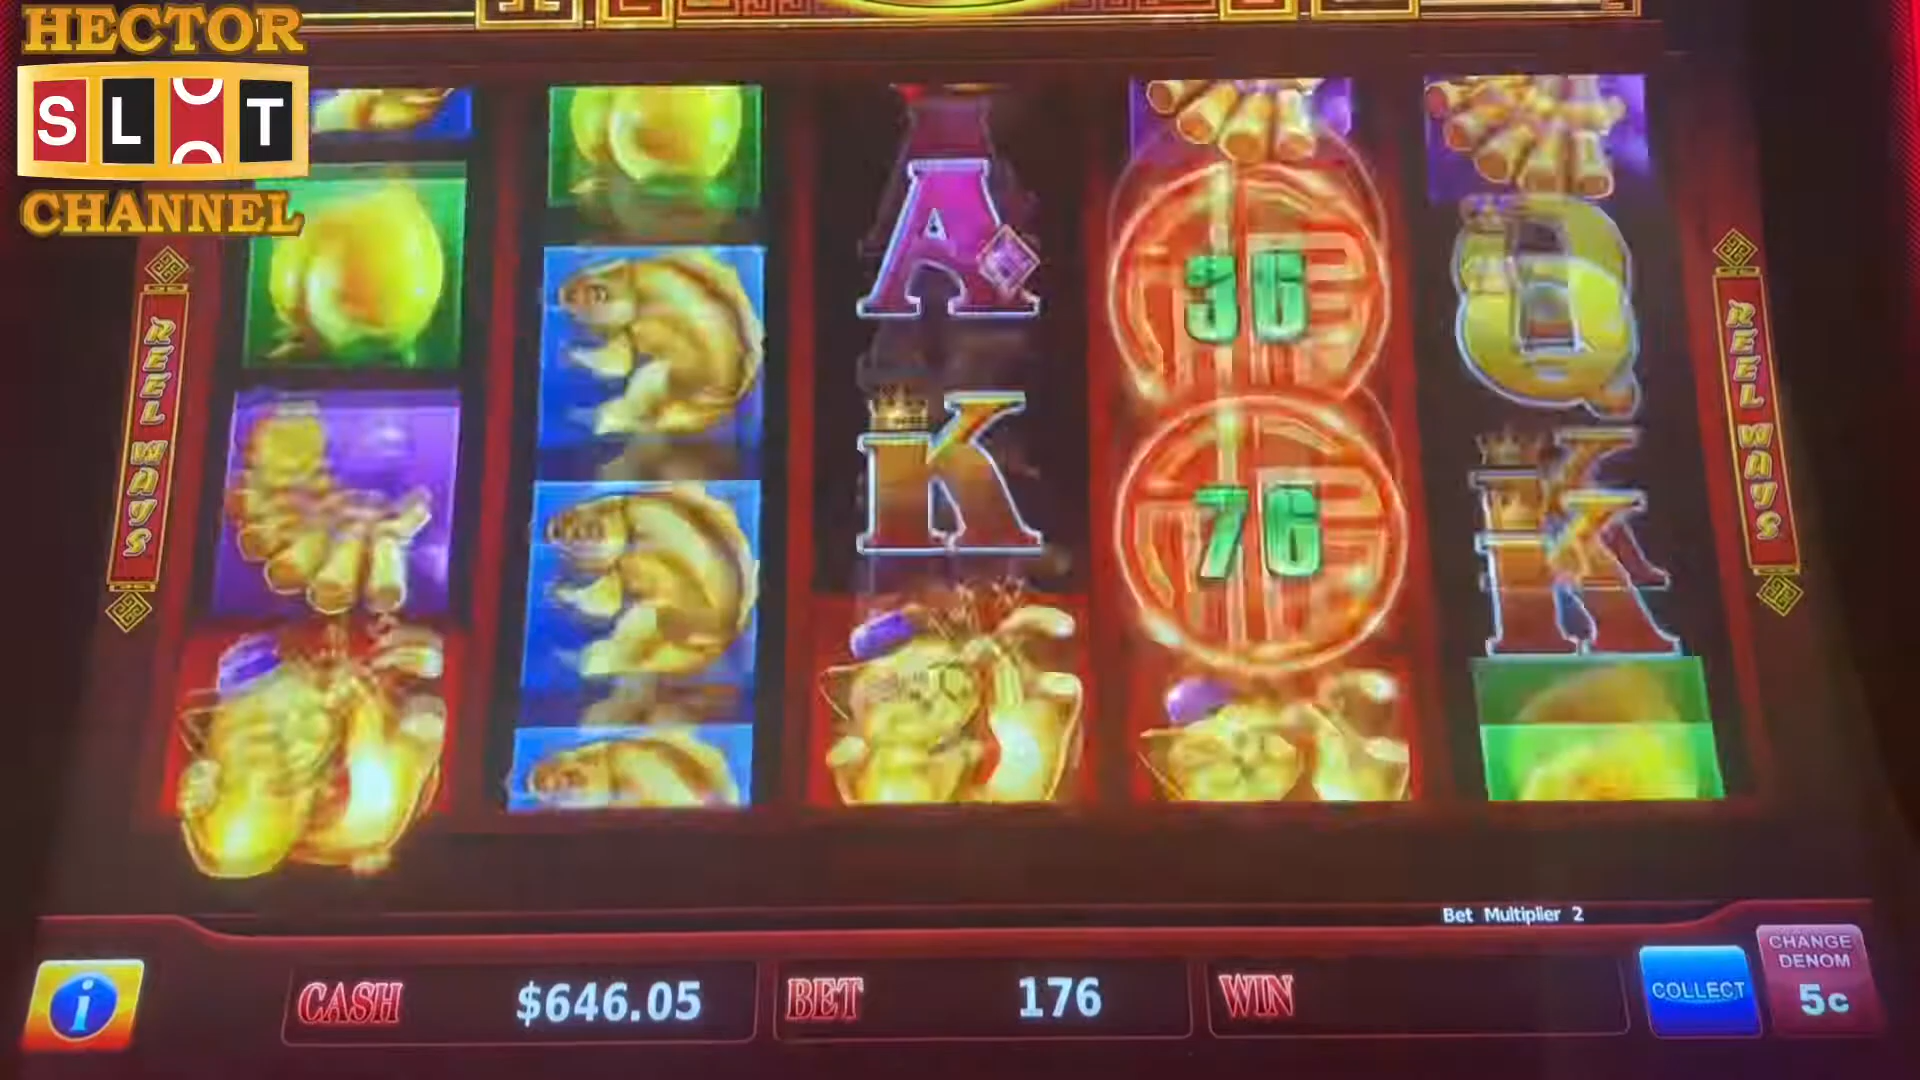 HECTOR
SLOT
CHANNEL
A
36
Q
REEL WAYS
REEL WAYS
K
76
K
Bet Multiplier 2
CASH $646.05
BET 176
WIN
COLLECT
CHANGE
DENOM
5c
i